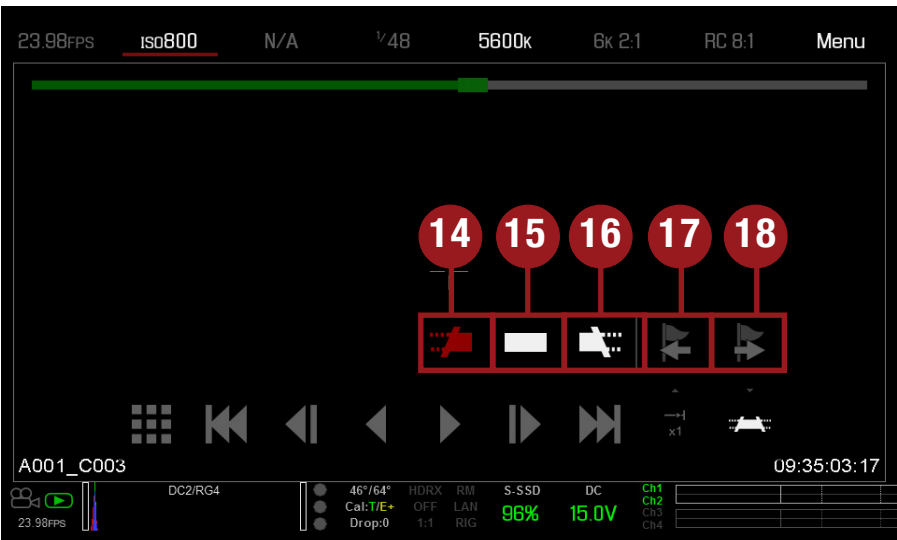 23.98FPS ISO800 N/A 1/48 5600K 6K 2:1 RC 8:1 Menu
14 15 16 17 18
x1
A001_C003 09:35:03:17
DC2/RG4 46°/64° HDRX RM S-SSD DC Ch1
Cal:T/E+ OFF LAN 96% 15.0V Ch2
23.98FPS Drop:0 1:1 RIG Ch3
Ch4